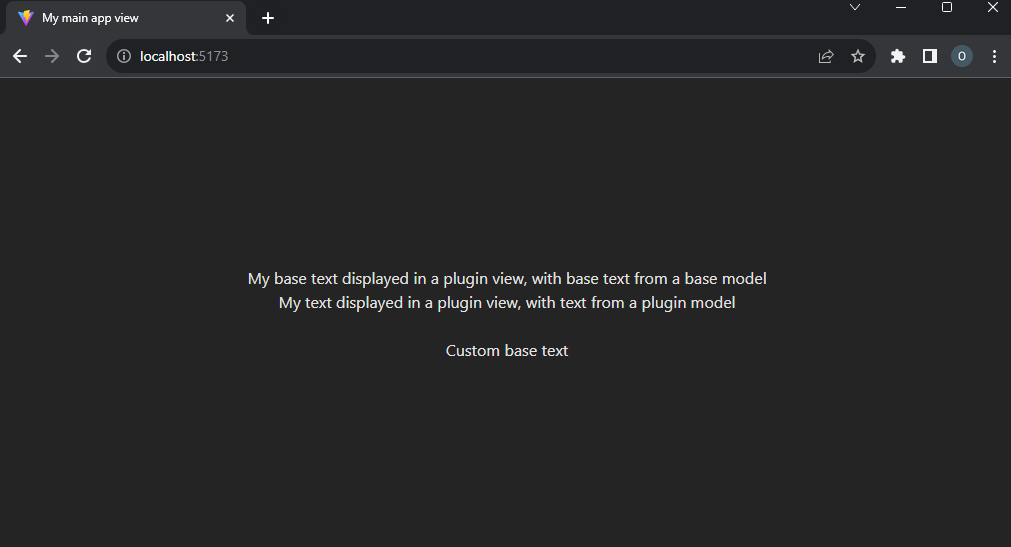 My main app view
localhost:5173
O
My base text displayed in a plugin view, with base text from a base model
My text displayed in a plugin view, with text from a plugin model
Custom base text